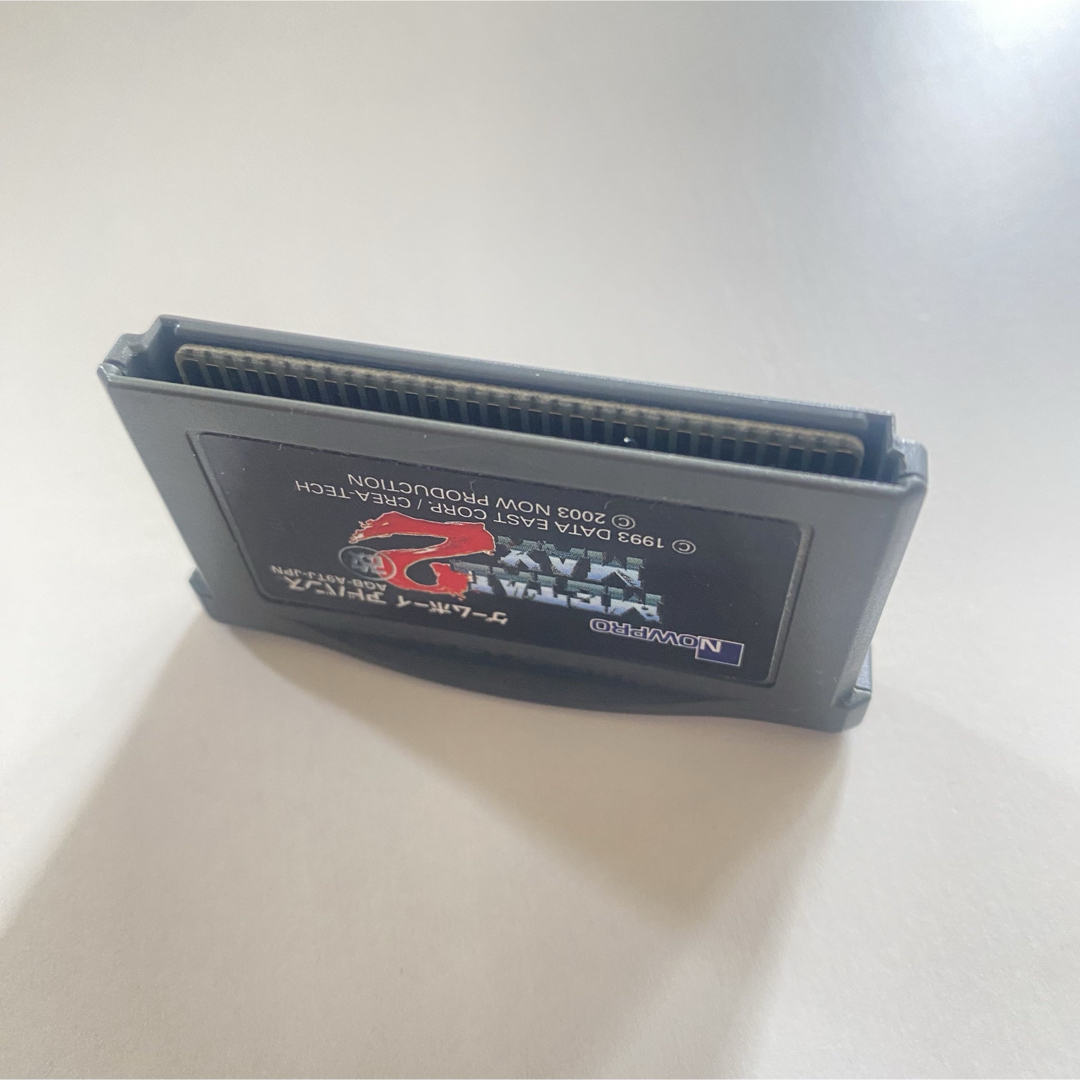 NOWPRO
ゲームボーイ アドバンス
AGB-A9TJ-JPN
METAL
MAX
2
改
© 1993 DATA EAST CORP. / CREA-TECH
© 2003 NOW PRODUCTION